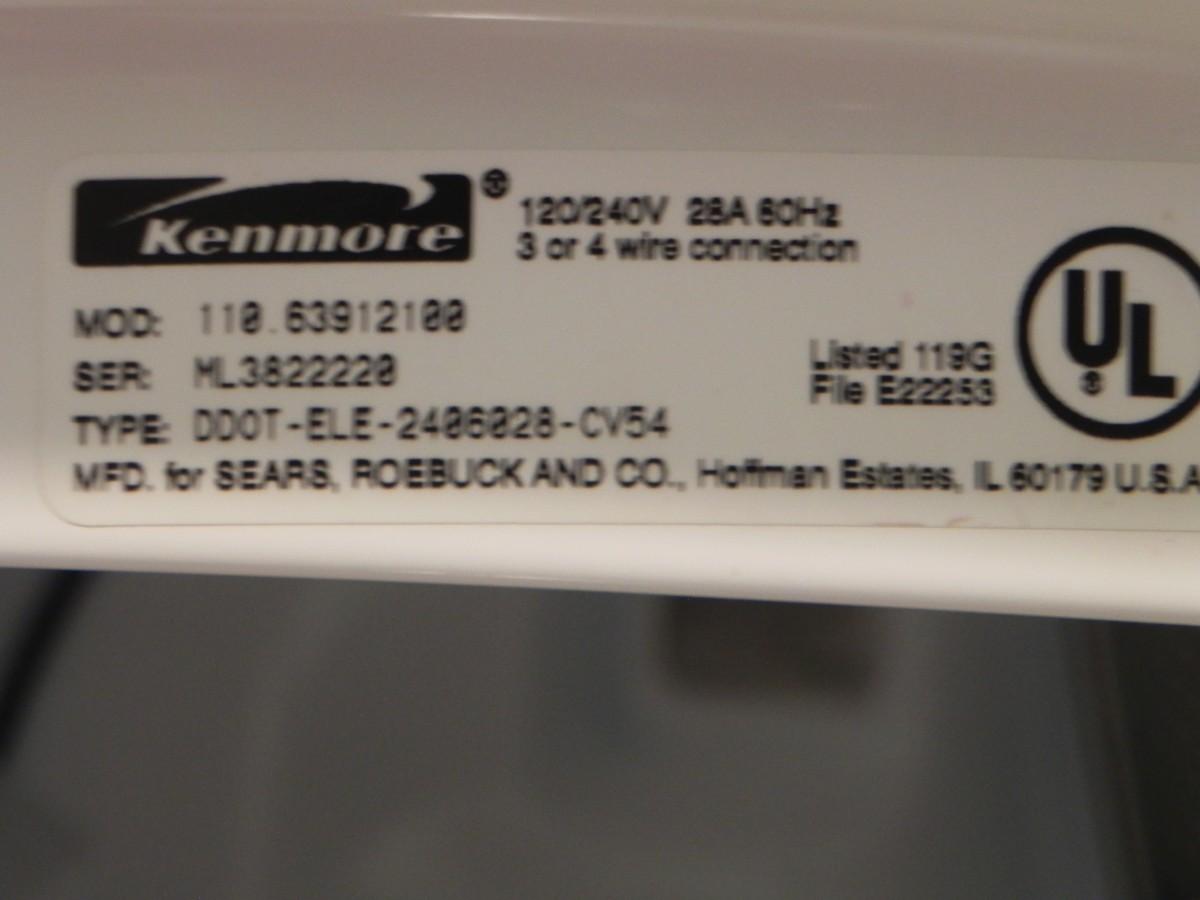 Kenmore®
120/240V 28A 60Hz
3 or 4 wire connection
MOD: 110.63912100
SER: ML3822220
TYPE: DDOT-ELE-2406028-CV54
MFD. for SEARS, ROEBUCK AND CO., Hoffman Estates, IL 60179 U.S.A
Listed 119G
File E22253
UL®